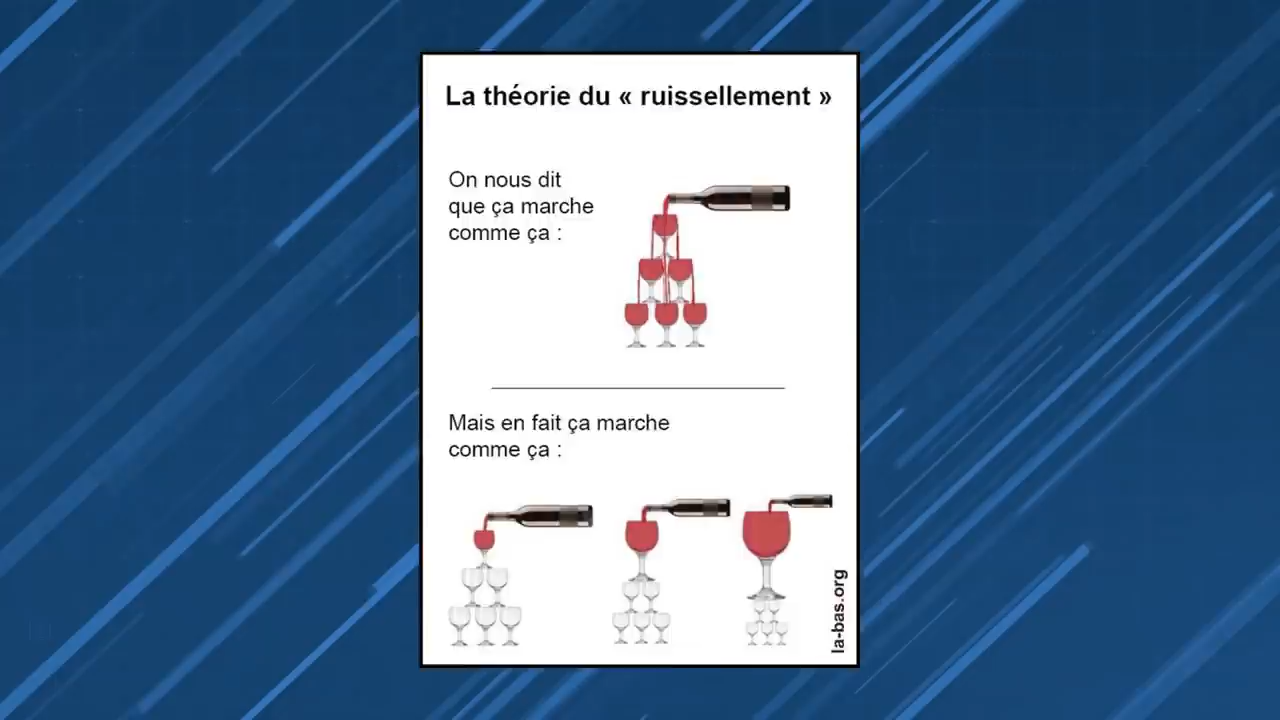 La théorie du « ruissellement »
On nous dit
que ça marche
comme ça :
Mais en fait ça marche
comme ça :
la-bas.org